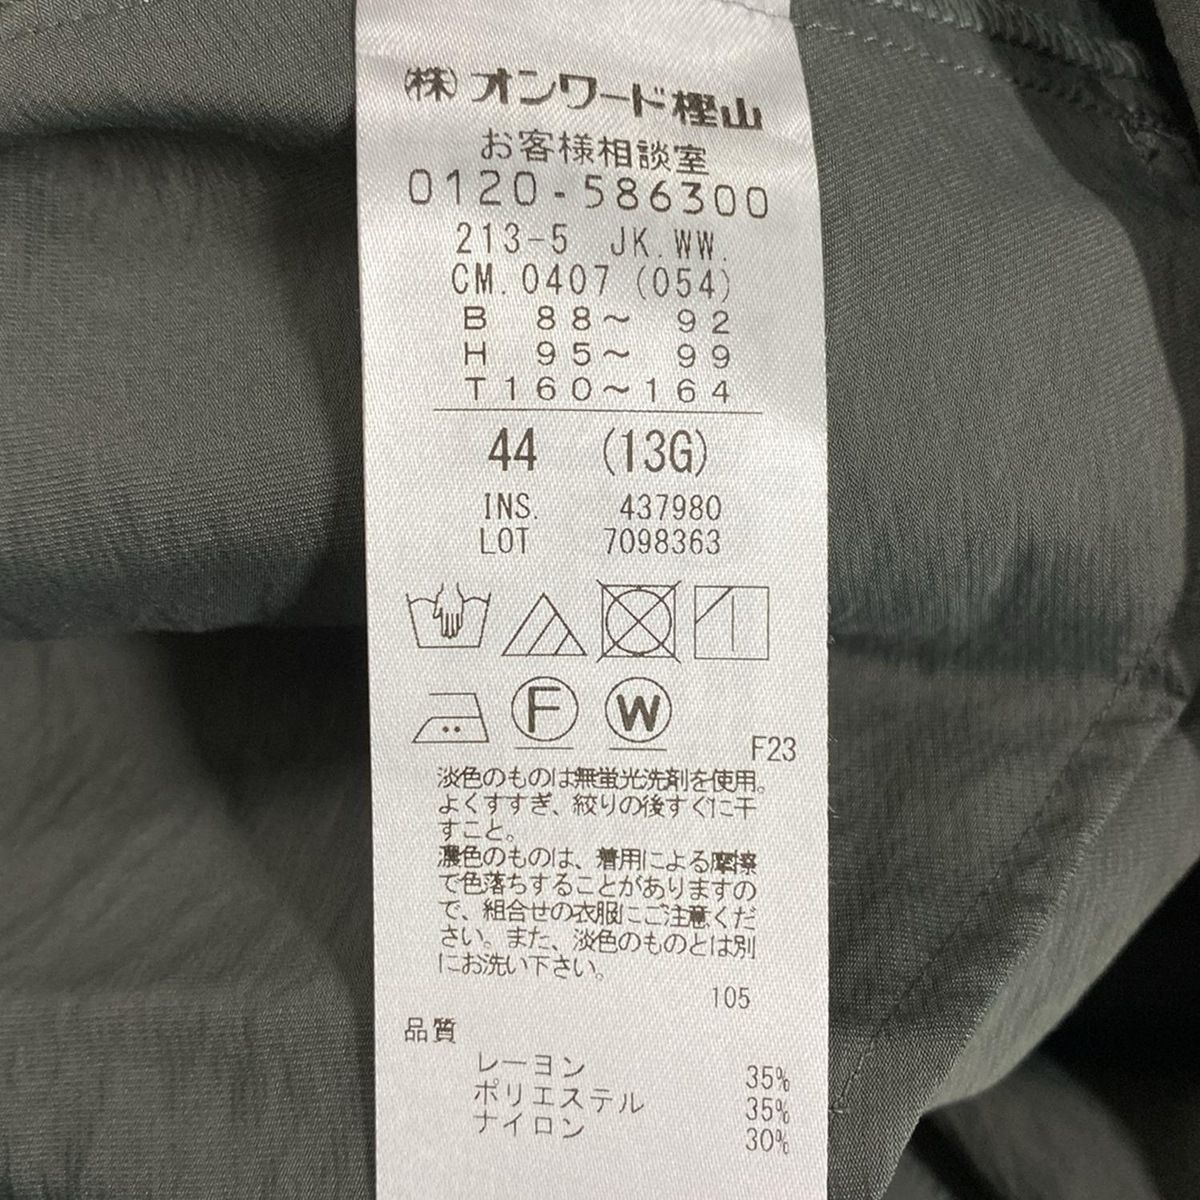 ㈱オンワード樫山
お客様相談室
0120-586300
213-5 JK.WW.
CM.0407(054)
B 88～ 92
H 95～ 99
T160～164
44 (13G)
INS. 437980
LOT 7098363
F W
F23
淡色のものは無蛍光洗剤を使用。
よくすすぎ、絞りの後すぐに干
すこと。
濃色のものは、着用による摩擦
で色落ちすることがありますの
で、組合せの衣服にご注意くだ
さい。また、淡色のものとは別
にお洗い下さい。
105
品質
レーヨン 35%
ポリエステル 35%
ナイロン 30%